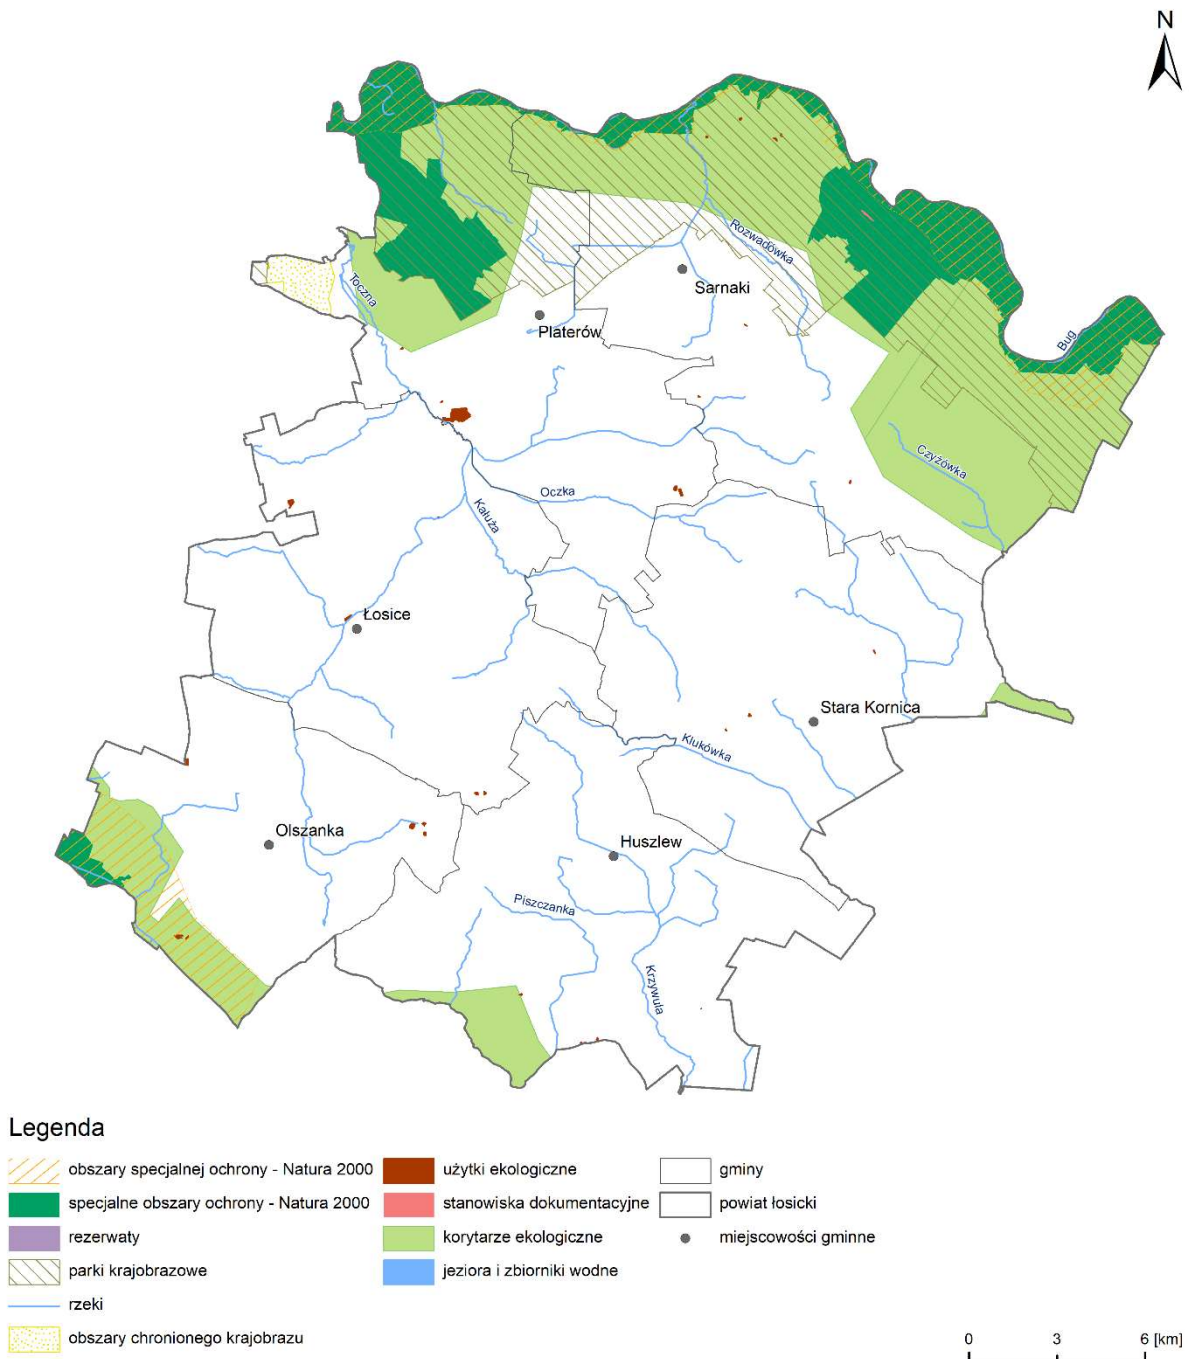 N
Rozwadówka
Sarnaki
Toczna
Platerów
Bug
Czyżówka
Oczka
Kałuża
Łosice
Stara Kornica
Klukówka
Olszanka
Huszlew
Piszczanka
Krzywula
Legenda
obszary specjalnej ochrony - Natura 2000
specjalne obszary ochrony - Natura 2000
rezerwaty
parki krajobrazowe
rzeki
obszary chronionego krajobrazu
użytki ekologiczne
stanowiska dokumentacyjne
korytarze ekologiczne
jeziora i zbiorniki wodne
gminy
powiat łosicki
miejscowości gminne
0 3 6 [km]